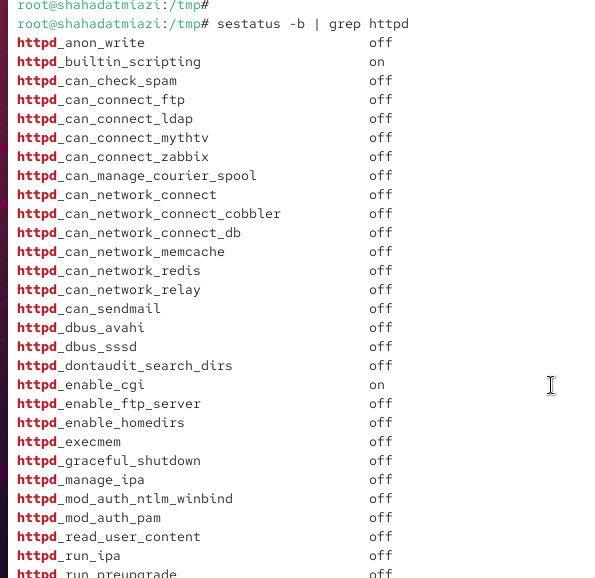 root@shahadatmiazi:/tmp#
root@shahadatmiazi:/tmp# sestatus -b | grep httpd
httpd_anon_write off
httpd_builtin_scripting on
httpd_can_check_spam off
httpd_can_connect_ftp off
httpd_can_connect_ldap off
httpd_can_connect_mythtv off
httpd_can_connect_zabbix off
httpd_can_manage_courier_spool off
httpd_can_network_connect off
httpd_can_network_connect_cobbler off
httpd_can_network_connect_db off
httpd_can_network_memcache off
httpd_can_network_redis off
httpd_can_network_relay off
httpd_can_sendmail off
httpd_dbus_avahi off
httpd_dbus_sssd off
httpd_dontaudit_search_dirs off
httpd_enable_cgi on
httpd_enable_ftp_server off
httpd_enable_homedirs off
httpd_execmem off
httpd_graceful_shutdown off
httpd_manage_ipa off
httpd_mod_auth_ntlm_winbind off
httpd_mod_auth_pam off
httpd_read_user_content off
httpd_run_ipa off
httpd_run_preupgrade off